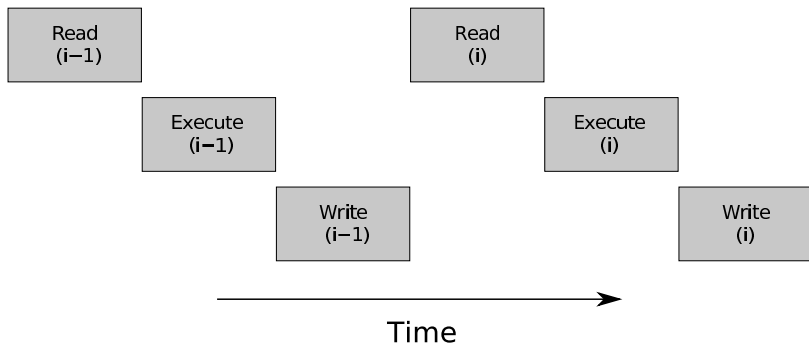 Read
(i−1)
Read
(i)
Execute
(i−1)
Execute
(i)
Write
(i−1)
Write
(i)
Time